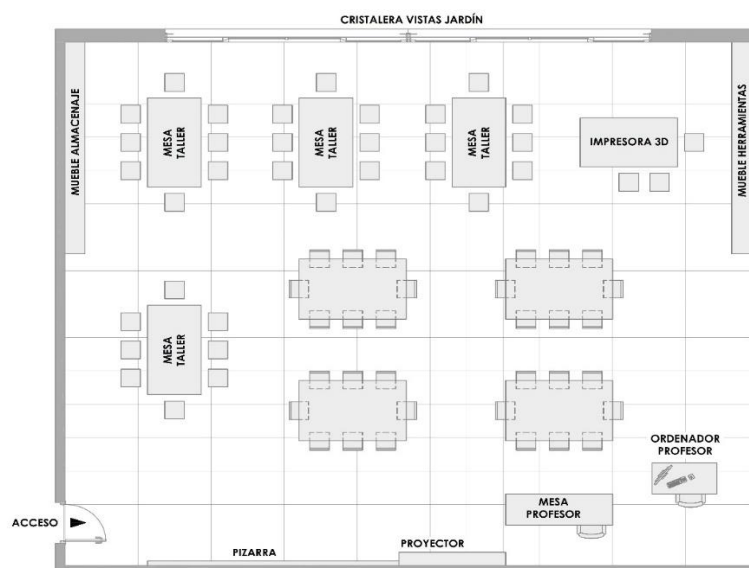 CRISTALERA VISTAS JARDÍN
MUEBLE ALMACENAJE
MESA
TALLER
MESA
TALLER
MESA
TALLER
IMPRESORA 3D
MUEBLE HERRAMIENTAS
MESA
TALLER
ORDENADOR
PROFESOR
MESA
PROFESOR
ACCESO
PIZARRA
PROYECTOR